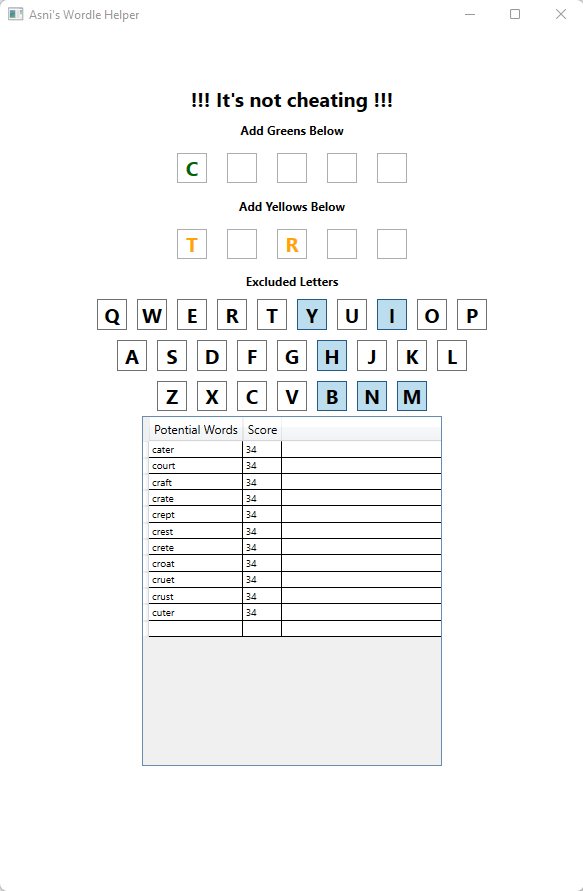 Asni's Wordle Helper
!!! It's not cheating !!!
Add Greens Below
C
Add Yellows Below
T R
Excluded Letters
Q W E R T Y U I O P
A S D F G H J K L
Z X C V B N M
Potential Words Score
cater 34
court 34
craft 34
crate 34
crept 34
crest 34
crete 34
croat 34
cruet 34
crust 34
cuter 34